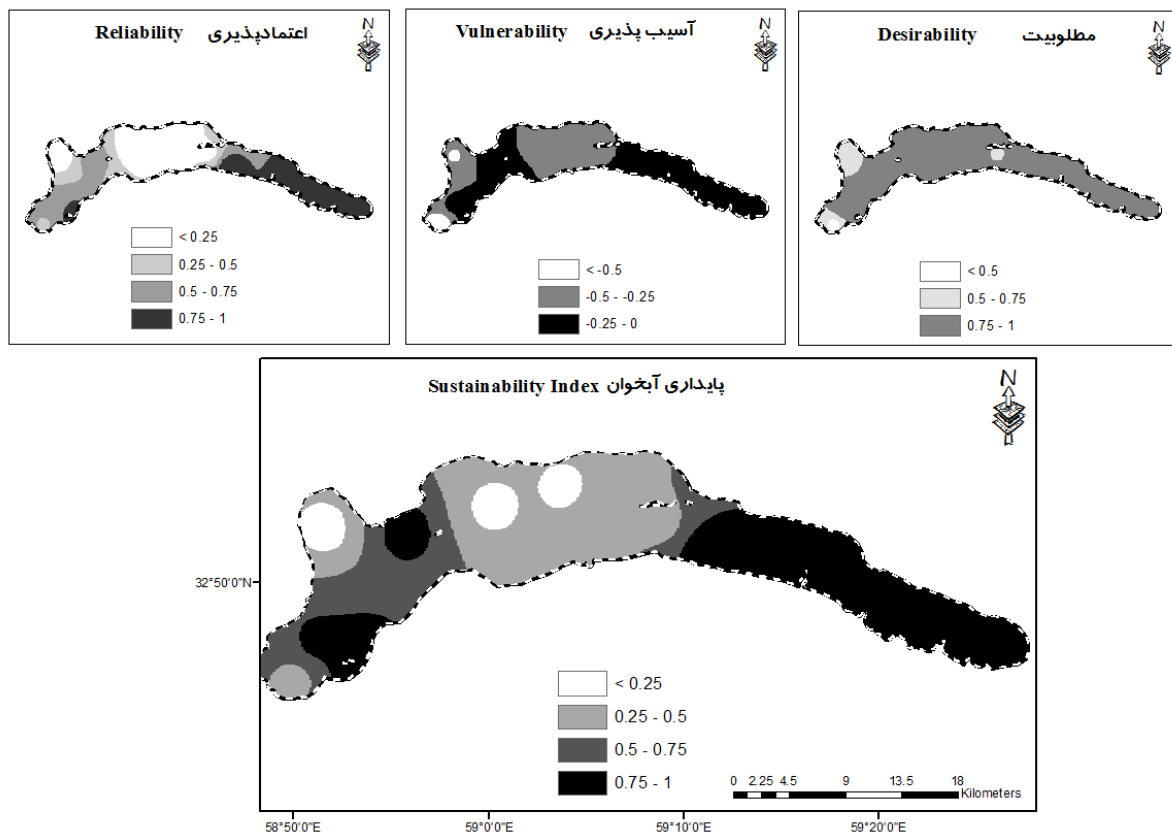 Reliability اعتمادپذیری
N
< 0.25
0.25 - 0.5
0.5 - 0.75
0.75 - 1
Vulnerability آسیب پذیری
N
< -0.5
-0.5 - -0.25
-0.25 - 0
Desirability مطلوبیت
N
< 0.5
0.5 - 0.75
0.75 - 1
Sustainability Index پایداری آبخوان
N
32°50'0"N
< 0.25
0.25 - 0.5
0.5 - 0.75
0.75 - 1
0 2.25 4.5 9 13.5 18
Kilometers
58°50'0"E 59°0'0"E 59°10'0"E 59°20'0"E